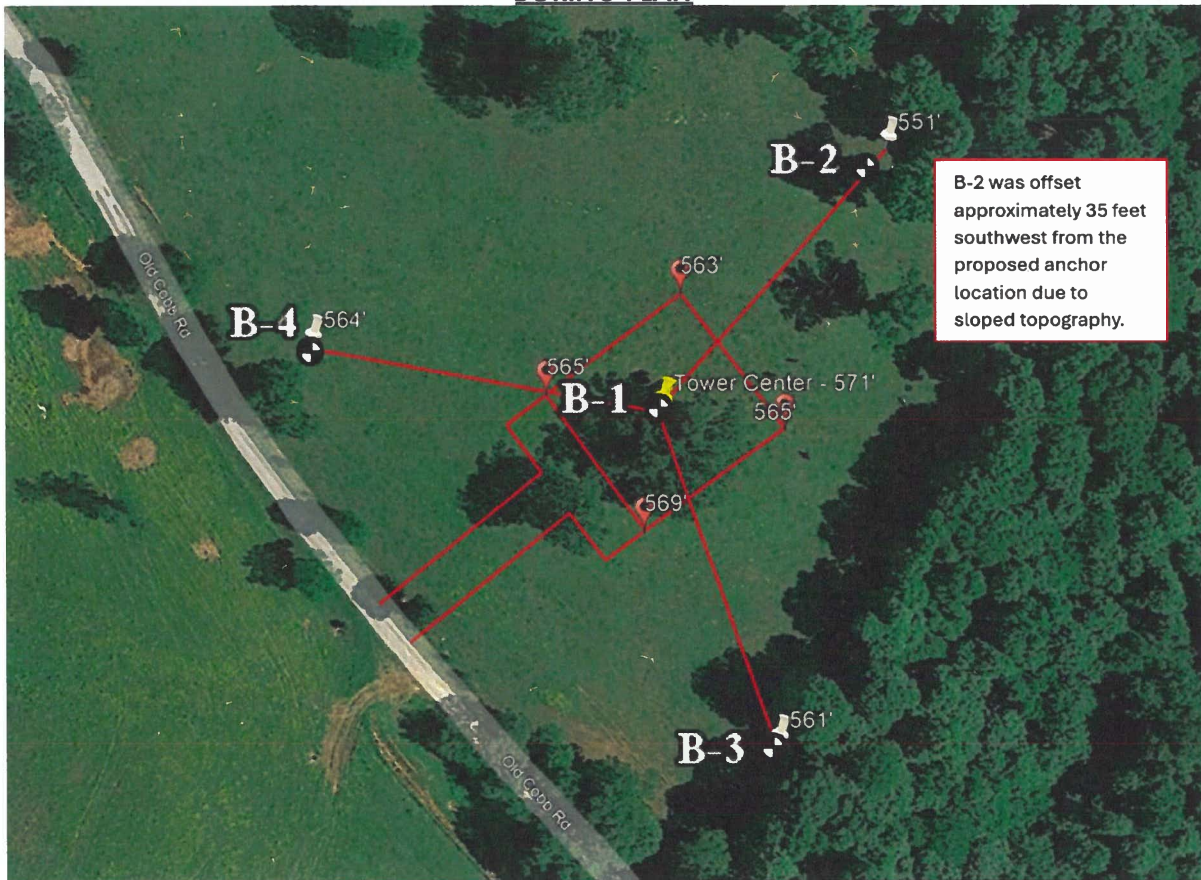 551'
B-2
B-2 was offset
approximately 35 feet
southwest from the
proposed anchor
location due to
sloped topography.
Old Cobb Rd
563'
B-4
564'
565'
B-1
Tower Center - 571'
565'
569'
561'
B-3
Old Cobb Rd